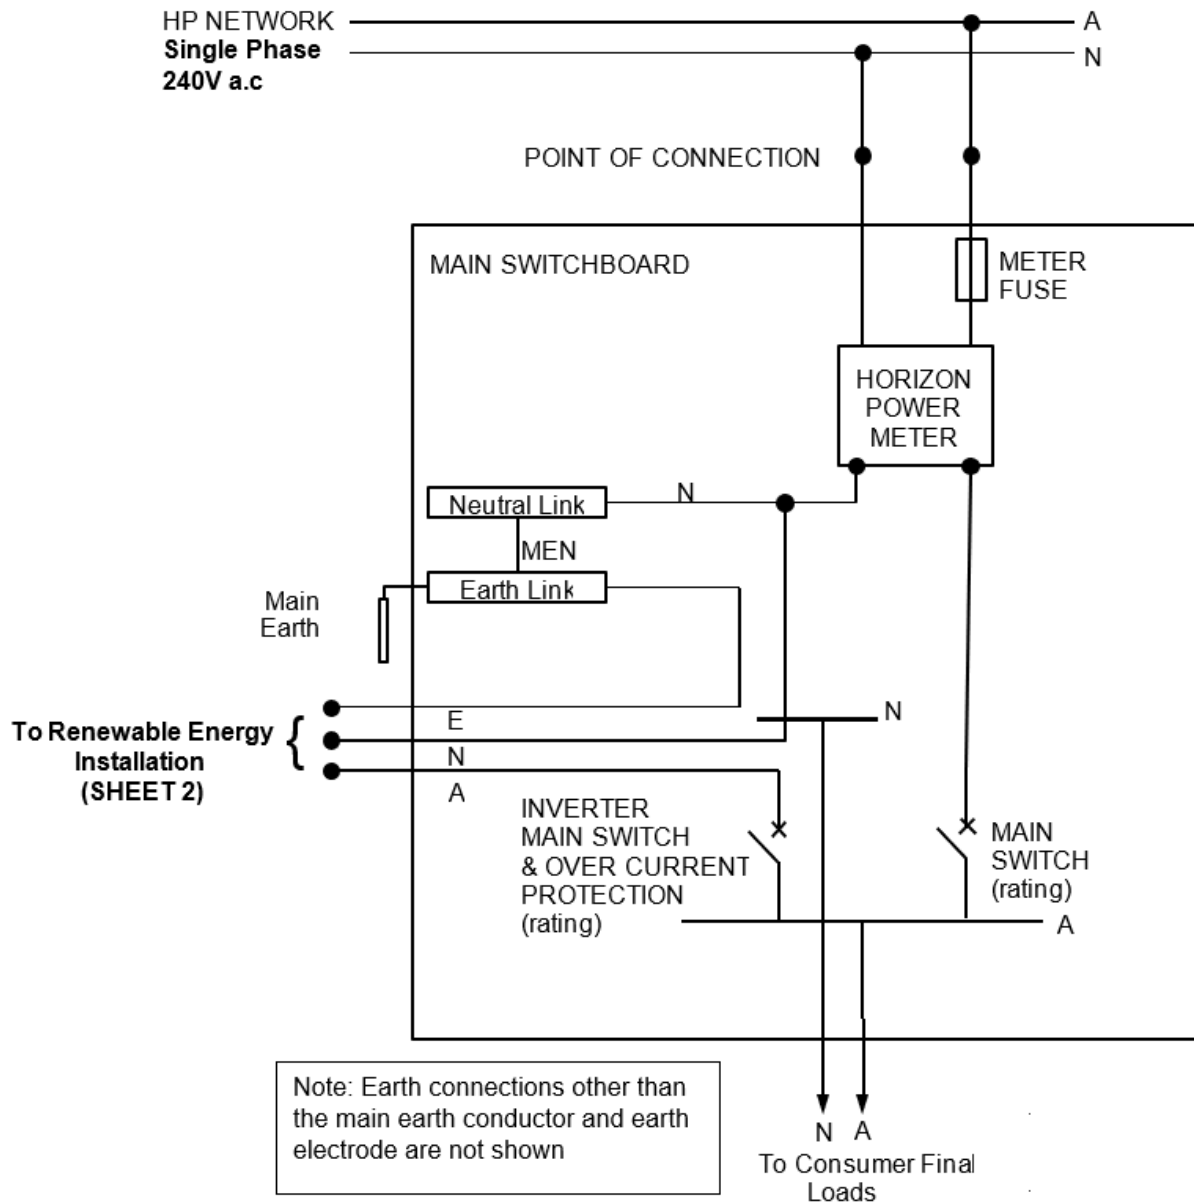 HP NETWORK
Single Phase
240V a.c
A
N
POINT OF CONNECTION
MAIN SWITCHBOARD
METER
FUSE
HORIZON
POWER
METER
Neutral Link
N
MEN
Earth Link
Main
Earth
To Renewable Energy
Installation
(SHEET 2)
E
N
A
N
INVERTER
MAIN SWITCH
& OVER CURRENT
PROTECTION
(rating)
MAIN
SWITCH
(rating)
A
Note: Earth connections other than
the main earth conductor and earth
electrode are not shown
N A
To Consumer Final
Loads